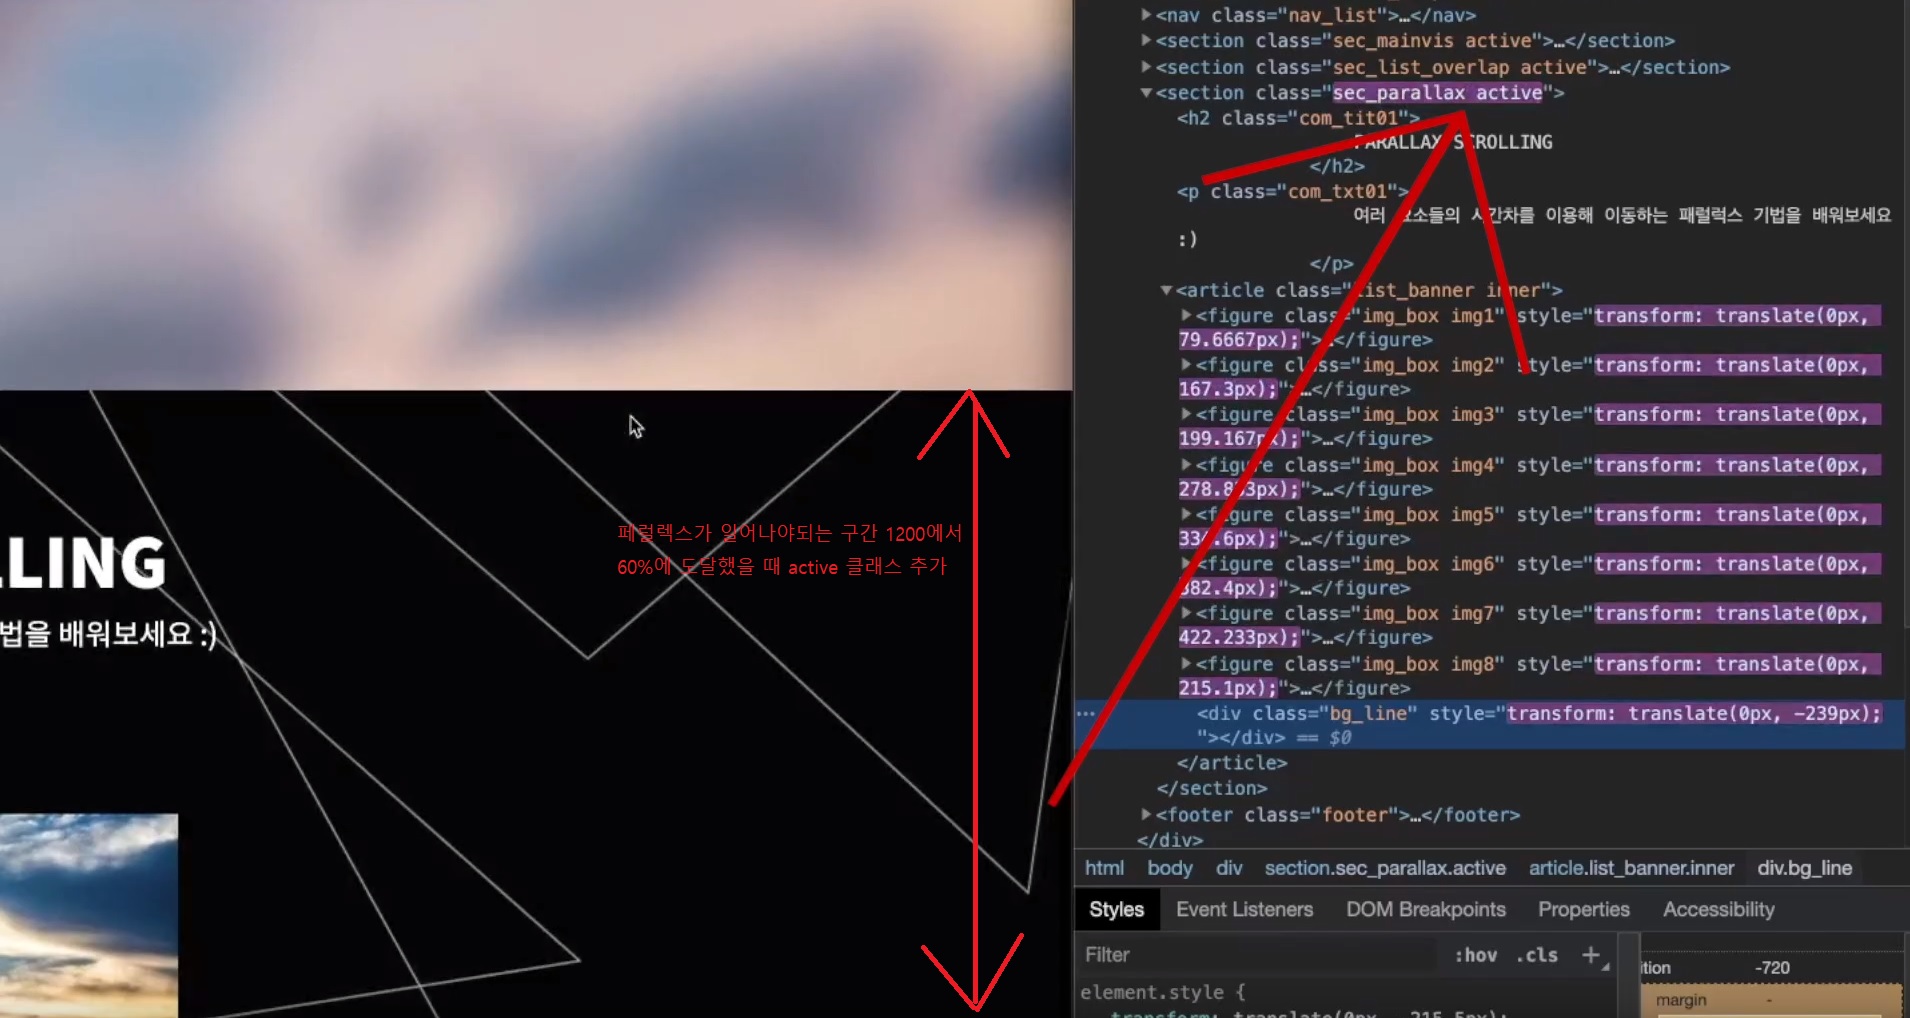 LLING
법을 배워보세요 :)
페럴렉스가 일어나야되는 구간 1200에서
60%에 도달했을 때 active 클래스 추가
<nav class="nav_list">…</nav>
<section class="sec_mainvis active">…</section>
<section class="sec_list_overlap active">…</section>
<section class="sec_parallax active">
<h2 class="com_tit01">
PARALLAX SCROLLING
</h2>
<p class="com_txt01">
여러 요소들의 시간차를 이용해 이동하는 패럴럭스 기법을 배워보세요
:)
</p>
<article class="list_banner inner">
<figure class="img_box img1" style="transform: translate(0px,
79.6667px);">…</figure>
<figure class="img_box img2" style="transform: translate(0px,
167.3px);">…</figure>
<figure class="img_box img3" style="transform: translate(0px,
199.167px);">…</figure>
<figure class="img_box img4" style="transform: translate(0px,
278.833px);">…</figure>
<figure class="img_box img5" style="transform: translate(0px,
334.6px);">…</figure>
<figure class="img_box img6" style="transform: translate(0px,
382.4px);">…</figure>
<figure class="img_box img7" style="transform: translate(0px,
422.233px);">…</figure>
<figure class="img_box img8" style="transform: translate(0px,
215.1px);">…</figure>
… <div class="bg_line" style="transform: translate(0px, -239px);
"></div> == $0
</article>
</section>
<footer class="footer">…</footer>
</div>
html body div section.sec_parallax.active article.list_banner.inner div.bg_line
Styles Event Listeners DOM Breakpoints Properties Accessibility
Filter :hov .cls +
ition -720
element.style {
margin -
transform: translate(0px, -215.5px);